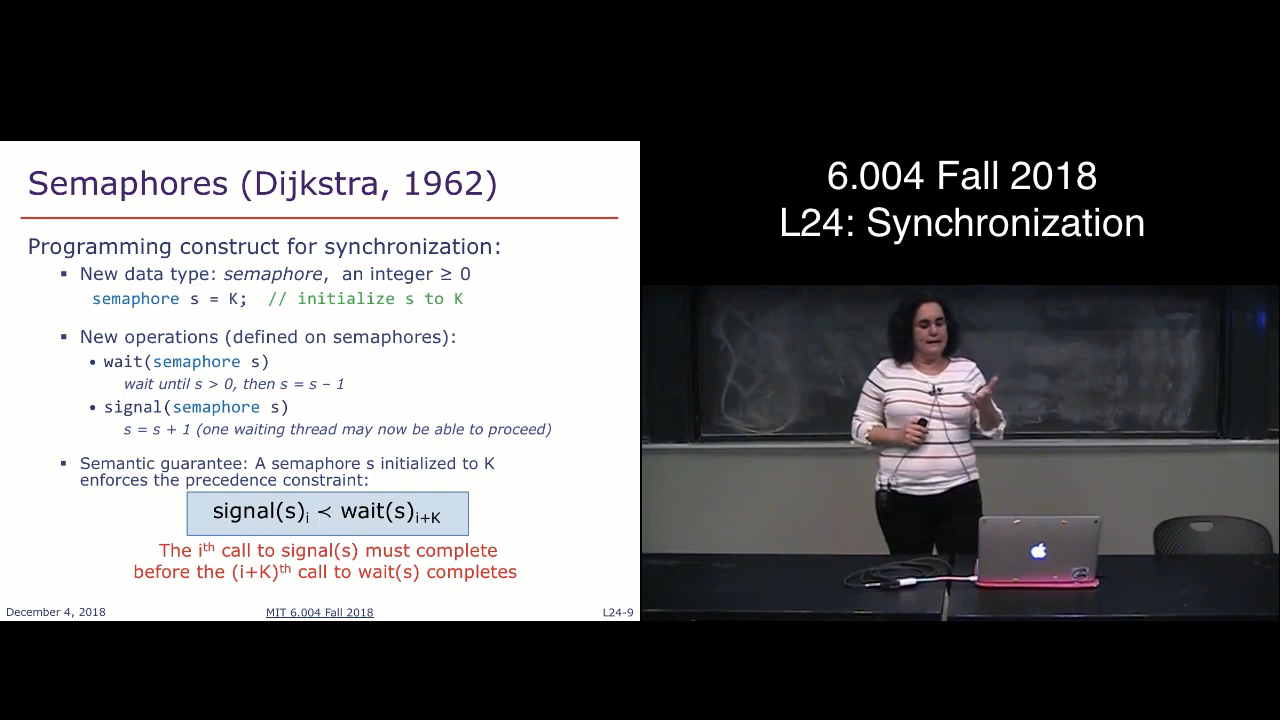 Semaphores (Dijkstra, 1962)
Programming construct for synchronization:
▪ New data type: semaphore, an integer ≥ 0
semaphore s = K; // initialize s to K
▪ New operations (defined on semaphores):
• wait(semaphore s)
wait until s > 0, then s = s – 1
• signal(semaphore s)
s = s + 1 (one waiting thread may now be able to proceed)
▪ Semantic guarantee: A semaphore s initialized to K
enforces the precedence constraint:
signal(s)i ≺ wait(s)i+K
The ith call to signal(s) must complete
before the (i+K)th call to wait(s) completes
December 4, 2018
MIT 6.004 Fall 2018
L24-9
6.004 Fall 2018
L24: Synchronization